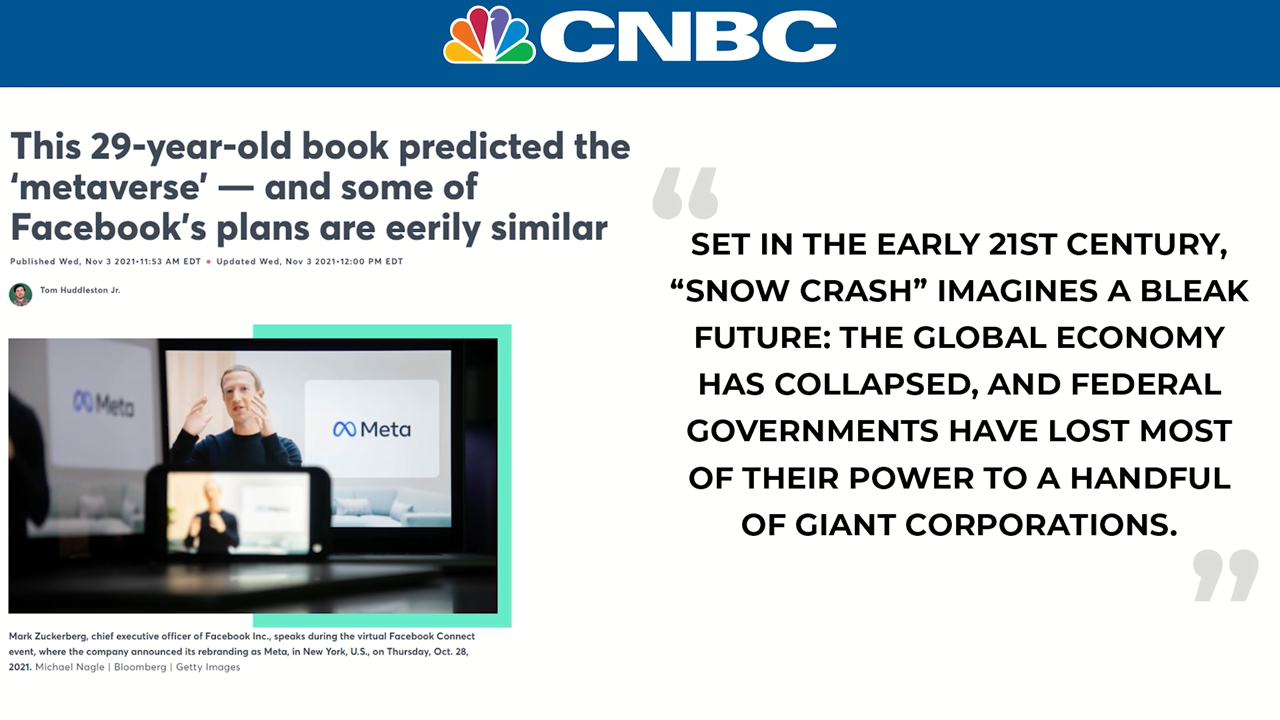 CNBC
This 29-year-old book predicted the
‘metaverse’ — and some of
Facebook’s plans are eerily similar
Published Wed, Nov 3 2021•11:53 AM EDT • Updated Wed, Nov 3 2021•12:00 PM EDT
Tom Huddleston Jr.
Meta
Meta
Mark Zuckerberg, chief executive officer of Facebook Inc., speaks during the virtual Facebook Connect
event, where the company announced its rebranding as Meta, in New York, U.S., on Thursday, Oct. 28,
2021. Michael Nagle | Bloomberg | Getty Images
“
SET IN THE EARLY 21ST CENTURY,
“SNOW CRASH” IMAGINES A BLEAK
FUTURE: THE GLOBAL ECONOMY
HAS COLLAPSED, AND FEDERAL
GOVERNMENTS HAVE LOST MOST
OF THEIR POWER TO A HANDFUL
OF GIANT CORPORATIONS.
”